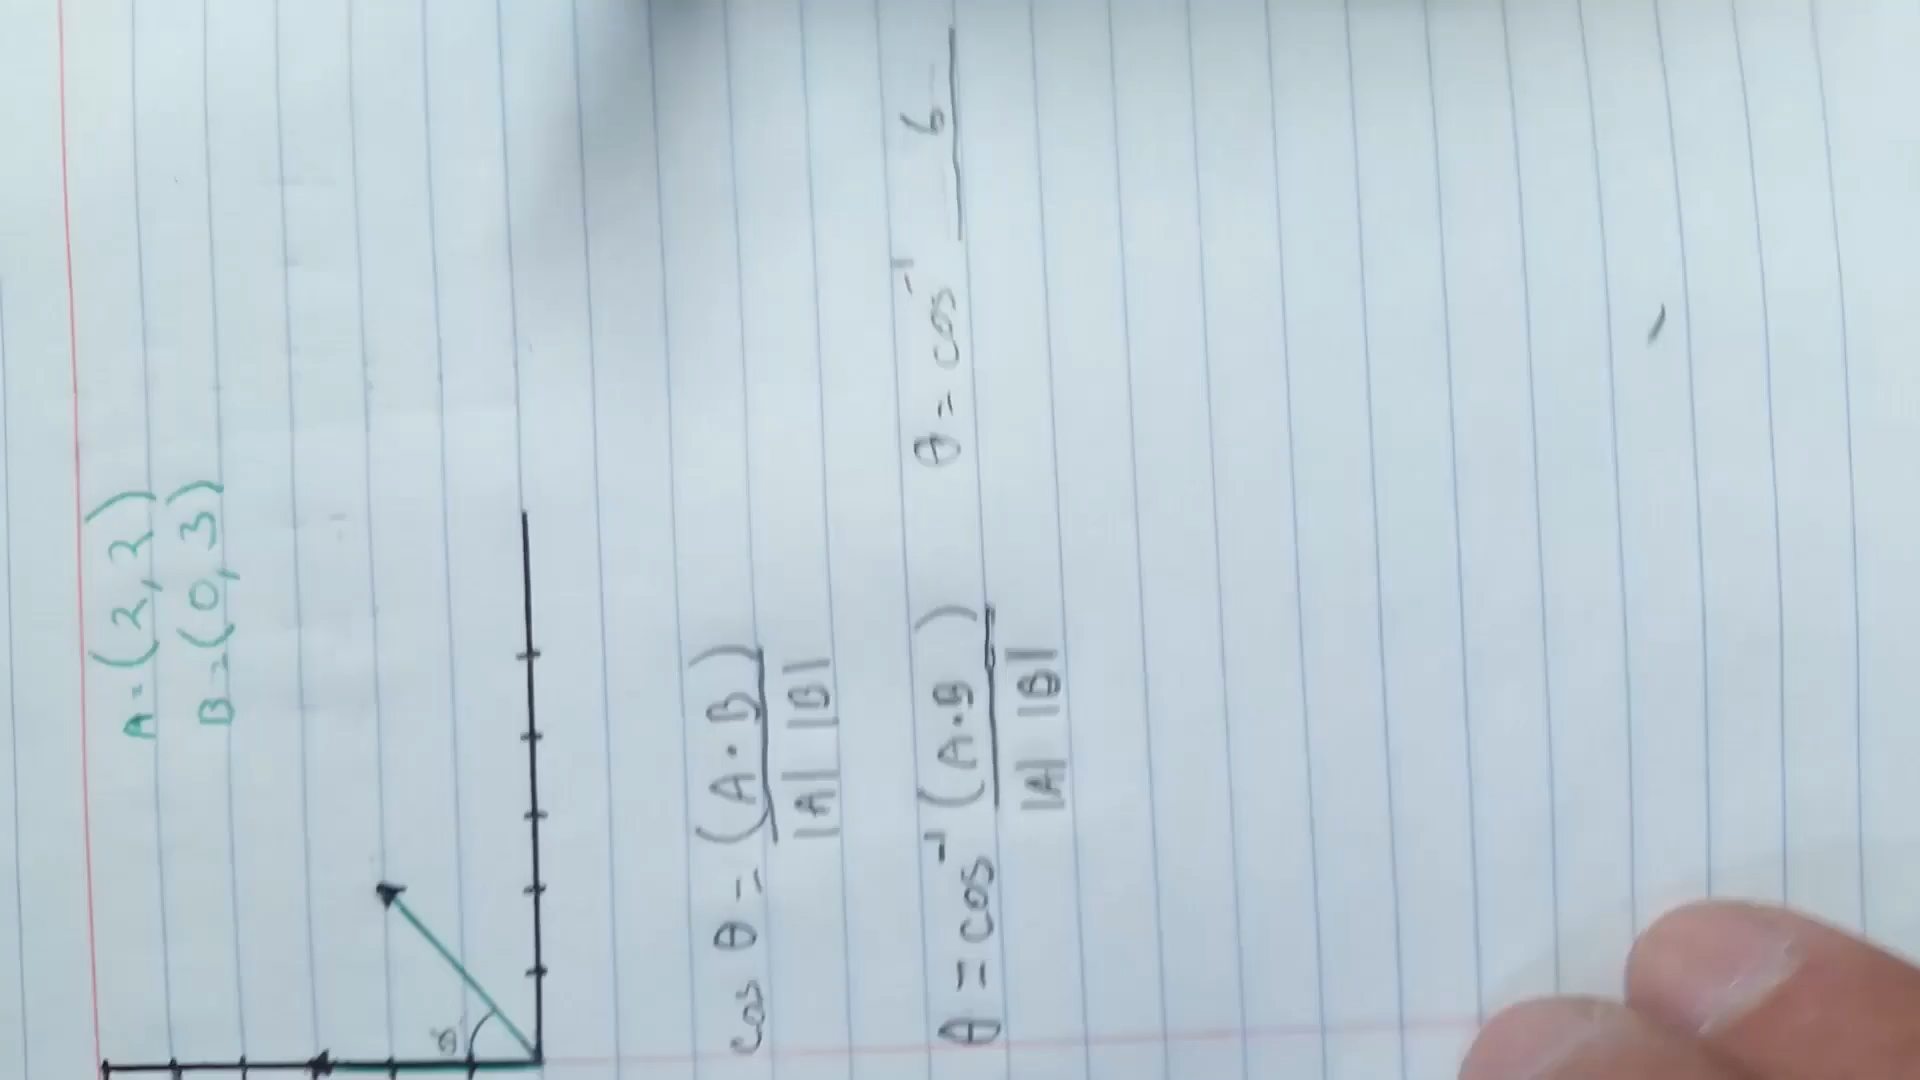 A=(2,2)
B=(0,3)
cos θ = (A·B)
|A| |B|
θ = cos⁻¹ (A·B) θ = cos⁻¹ 6
|A| |B|